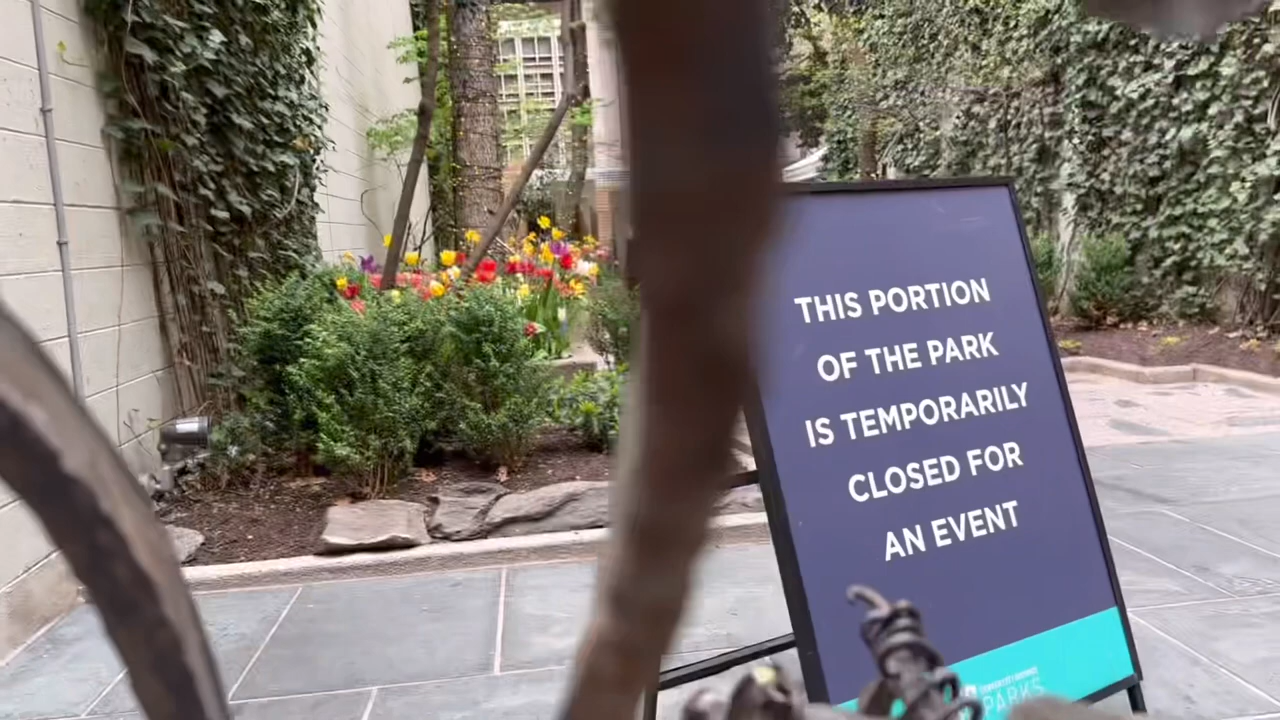 THIS PORTION
OF THE PARK
IS TEMPORARILY
CLOSED FOR
AN EVENT
PARKS